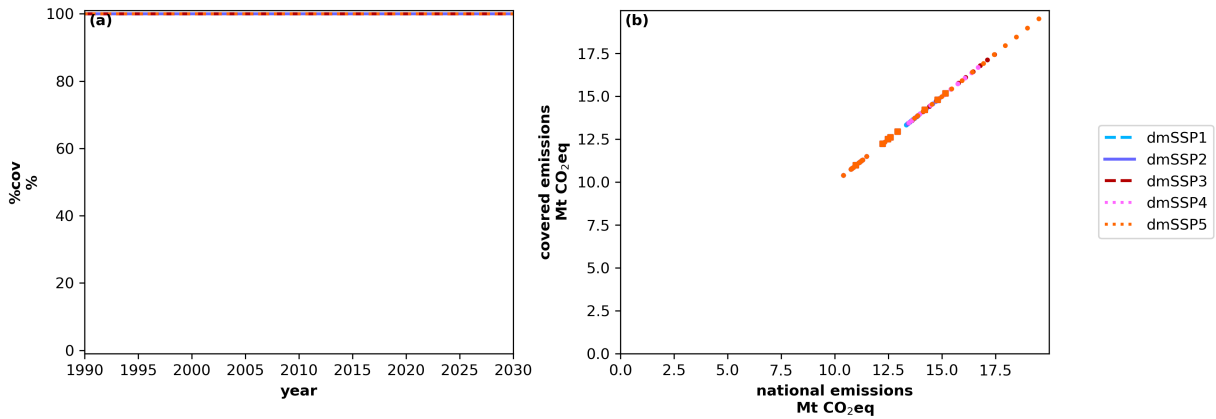 (a)
100
80
60
40
20
0
%cov
%
1990 1995 2000 2005 2010 2015 2020 2025 2030
year
(b)
17.5
15.0
12.5
10.0
7.5
5.0
2.5
0.0
covered emissions
Mt CO₂eq
0.0 2.5 5.0 7.5 10.0 12.5 15.0 17.5
national emissions
Mt CO₂eq
dmSSP1
dmSSP2
dmSSP3
dmSSP4
dmSSP5